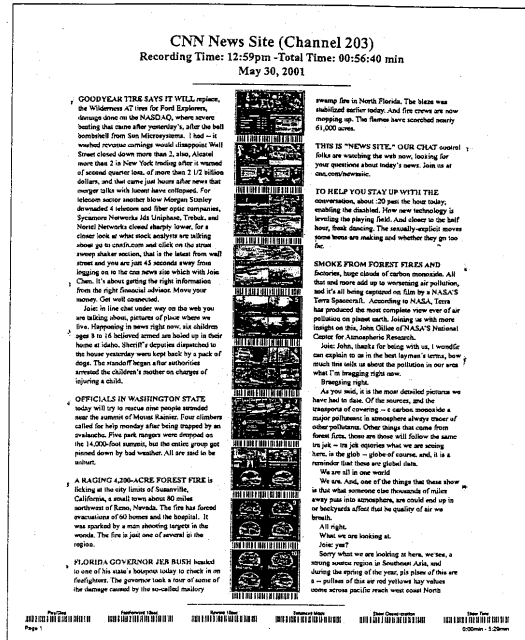 CNN News Site (Channel 203)
Recording Time: 12:59pm -Total Time: 00:56:40 min
May 30, 2001
GOODYEAR TIRE SAYS IT WILL replace,
the Wilderness AT tires for Ford Explorers,
damage done on the NASDAQ, where severe
beating that came after yesterday's, after the bell
bombshell from Sun Microsystems. I had -- it
washed revenue earnings would disappoint Wall
Street closed down more than 2, also, Alcatel
more than 2 in New York trading after it warned
of second quarter loss, of more than 2 1/2 billion
dollars, and that came just hours after news that
merger talks with lucent have collapsed. For
telecom sector another blow Morgan Stanley
downaded 4 telecom and fiber optic companies,
Sycamore Networks Jds Uniphase, Trebuk, and
Nortel Networks closed sharply lower, for a
closer look at what stock analysts are talking
about go to cnnfn.com and click on the street
sweep shaker section, that is the latest from wall
street and you are just 45 seconds away from
logging on to the cnn news site which with Joie
Chen. It's about getting the right information
from the right financial advisor. Move your
money. Get well connected.
Joie: in line chat under way on the web you
are talking about, pictures of place where we
live. Happening in news right now, six children
ages 8 to 16 believed armed are holed up in their
home at idaho. Sheriff's deputies dispatched to
the house yesterday were kept back by a pack of
dogs. The standoff began after authorities
arrested the children's mother on charges of
injuring a child.
OFFICIALS IN WASHINGTON STATE
today will try to rescue nine people stranded
near the summit of Mount Rainier. Four climbers
called for help monday after being trapped by an
avalanche. Five park rangers were dropped on
the 14,000-foot summit, but the entire group got
pinned down by bad weather. All are said to be
unhurt.
A RAGING 4,200-ACRE FOREST FIRE is
licking at the city limits of Susanville,
California, a small town about 80 miles
northwest of Reno, Nevada. The fire has forced
evacuations of 60 homes and the hospital. It
was sparked by a man shooting targets in the
woods. The fire is just one of several in the
region.
FLORIDA GOVERNOR JEB BUSH headed
to one of his state's hotspots today to check in on
firefighters. The governor took a tour of some of
the damage caused by the so-called mallory
swamp fire in North Florida. The blaze was
stabilized earlier today. And fire crews are now
mopping up. The flames have scorched nearly
61,000 acres.
THIS IS "NEWS SITE." OUR CHAT control
folks are watching the web now, looking for
your questions about today's news. Join us at
cnn.com/newssite.
TO HELP YOU STAY UP WITH THE
conversation, about :20 past the hour today,
enabling the disabled. How new technology is
leveling the playing field. And closer to the half
hour, freak dancing. The sexually-explicit moves
some teens are making and whether they go too
far.
SMOKE FROM FOREST FIRES AND
factories, huge clouds of carbon monoxide. All
that and more add up to worsening air pollution,
and it's all being captured on film by a NASA'S
Terra Spacecraft. According to NASA, Terra
has produced the most complete view ever of air
pollution on planet earth. Joining us with more
insight on this, John Gillee of NASA'S National
Center for Atmospheric Research.
Joie: John, thanks for being with us, I wondfir
can explain to us in the best layman's terms, how
much this tells us about the pollution in our area
what I'm bragging right now.
Braegsing right.
As you said, it is the most detailed pictures we
have had to date. Of the sources, and the
transports of covering -- c carbon monoxide a
major pollutant in atmosphere always tracer of
other pollutants. Other things that come from
forest fires, those are those will follow the same
trs jek -- trs jek ejtories what we are seeing
here, is the glob -- globe of course, and, it is a
reminder that these are global data.
We are all in one world
We are. And, one of the things that these show
is that what someone else thousands of miles
away puts into atmosphere, are could end up in
or backyards affect that he quality of air we
breath.
All right.
What we are looking at.
Joie: yes?
Sorry what we are looking at here, we see, a
strong source region in Southeast Asia, and
during the spring of the year, pls plses of this are
a -- pullses of this air red yellows hay values
come across pacific reach west coast North
Play/Stop
Fastforward 10sec
Rewind 10sec
Enhanced Mode
Show Closed-caption
Show Time
Page 1
0:00min - 5:29min